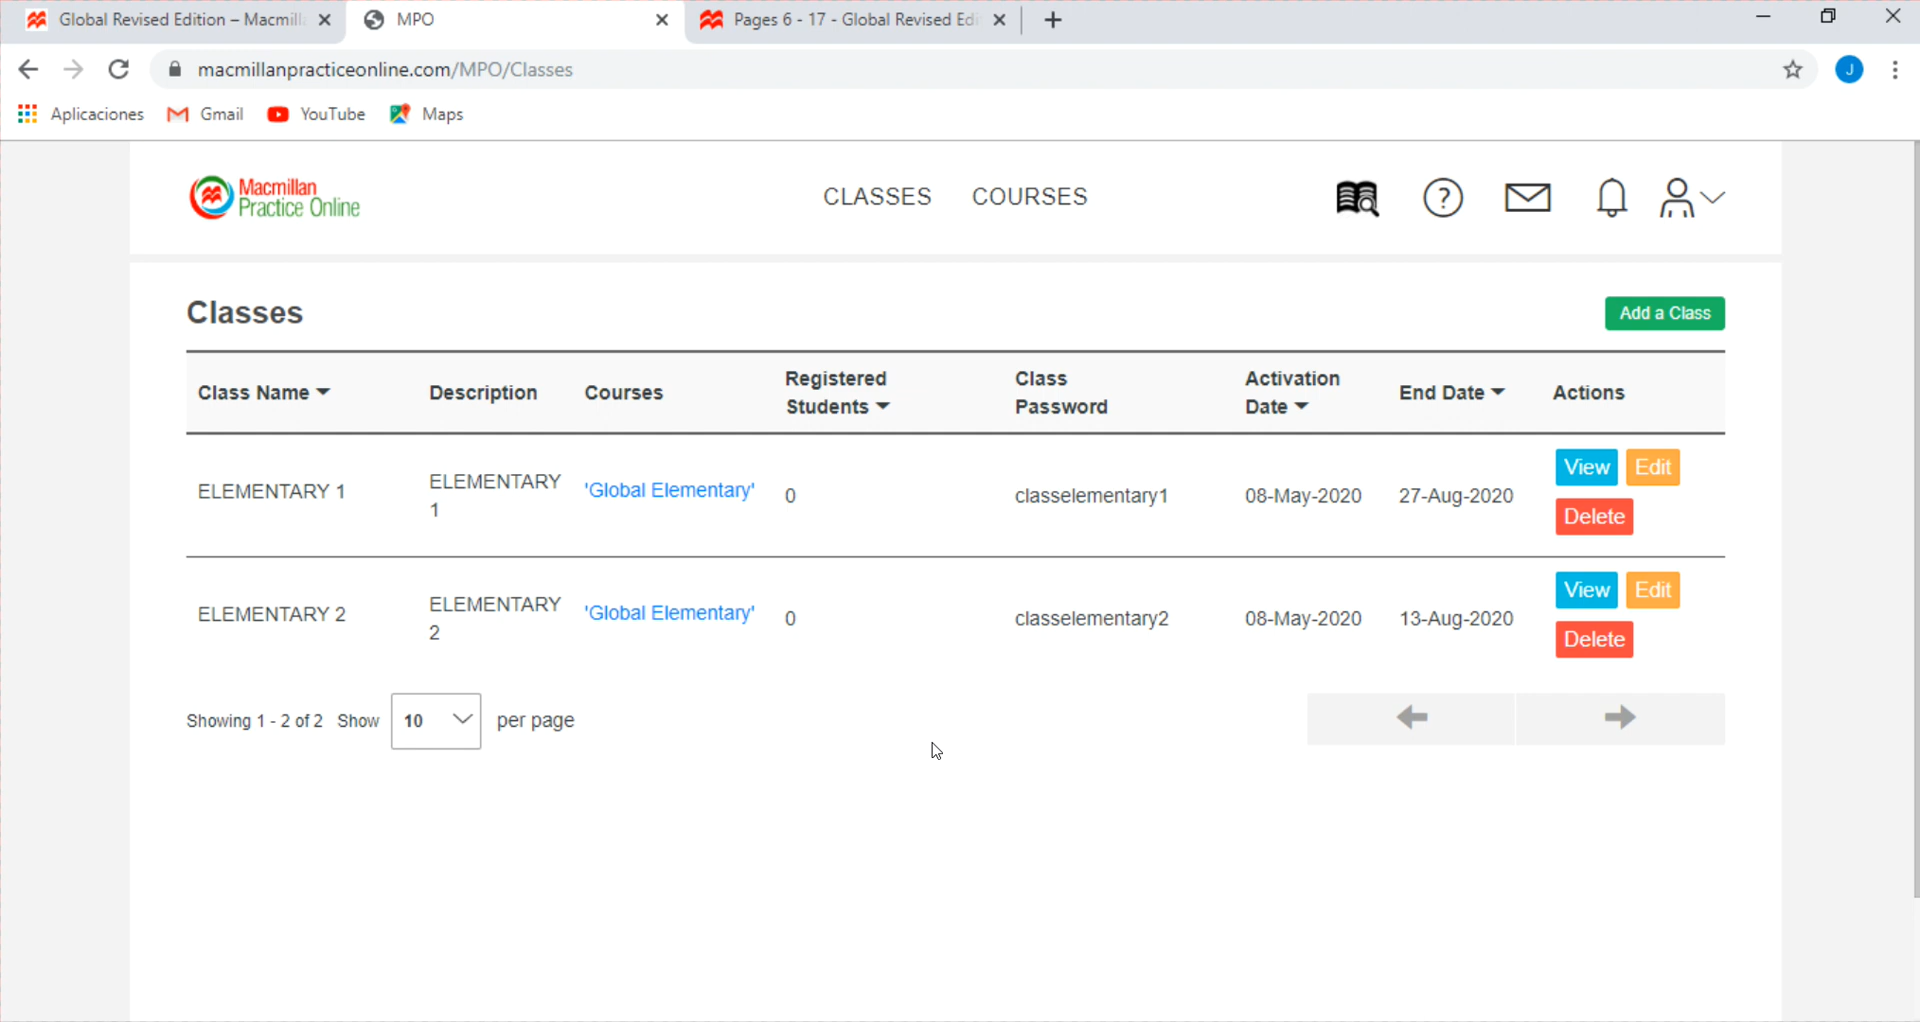 Global Revised Edition – Macmill
MPO
Pages 6 - 17 - Global Revised Edi
macmillanpracticeonline.com/MPO/Classes
J
Aplicaciones
Gmail
YouTube
Maps
Macmillan
Practice Online
CLASSES
COURSES
?
Classes
Add a Class
Class Name
Description
Courses
Registered
Students
Class
Password
Activation
Date
End Date
Actions
ELEMENTARY 1
ELEMENTARY
1
'Global Elementary'
0
classelementary1
08-May-2020
27-Aug-2020
View
Edit
Delete
ELEMENTARY 2
ELEMENTARY
2
'Global Elementary'
0
classelementary2
08-May-2020
13-Aug-2020
View
Edit
Delete
Showing 1 - 2 of 2 Show 10 per page